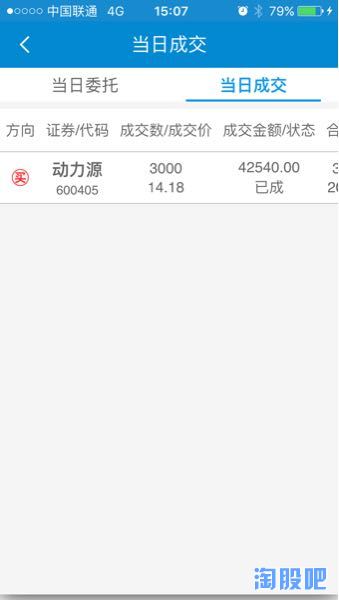 中国联通 4G 15:07 79%
当日成交
当日委托 当日成交
方向 证券/代码 成交数/成交价 成交金额/状态 合
买 动力源 3000 42540.00 3
600405 14.18 已成 20
淘股吧